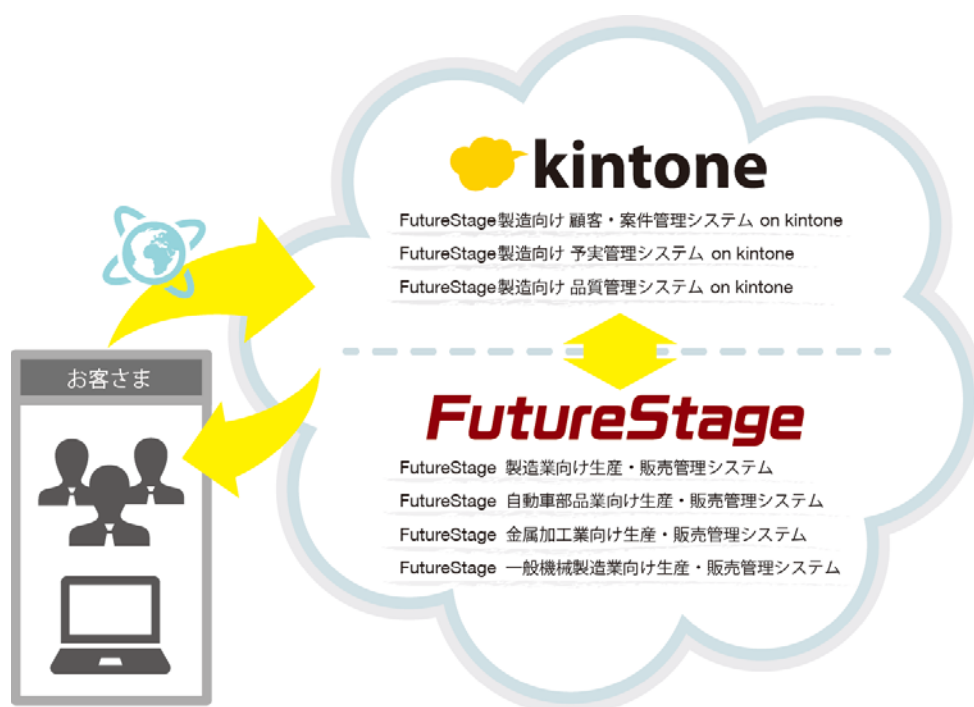 kintone
FutureStage製造向け 顧客・案件管理システム on kintone
FutureStage製造向け 予実管理システム on kintone
FutureStage製造向け 品質管理システム on kintone
お客さま
FutureStage
FutureStage 製造業向け生産・販売管理システム
FutureStage 自動車部品業向け生産・販売管理システム
FutureStage 金属加工業向け生産・販売管理システム
FutureStage 一般機械製造業向け生産・販売管理システム